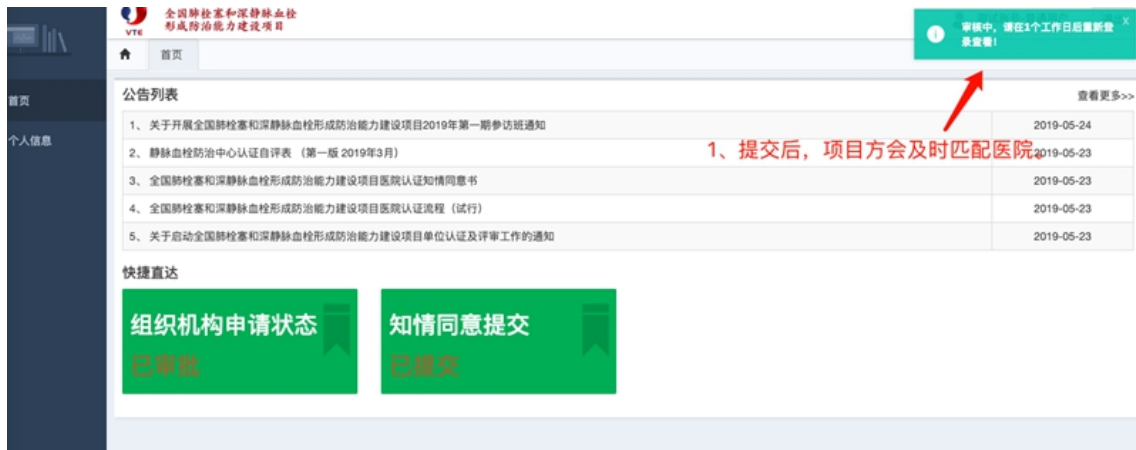 全国肺栓塞和深静脉血栓
形成防治能力建设项目
VTE
审核中，请在1个工作日后重新登
录查看！
X
首页
首页
个人信息
公告列表
查看更多>>
1、关于开展全国肺栓塞和深静脉血栓形成防治能力建设项目2019年第一期参访班通知 2019-05-24
2、静脉血栓防治中心认证自评表（第一版 2019年3月） 2019-05-23
1、提交后，项目方会及时匹配医院。
3、全国肺栓塞和深静脉血栓形成防治能力建设项目医院认证知情同意书 2019-05-23
4、全国肺栓塞和深静脉血栓形成防治能力建设项目医院认证流程（试行） 2019-05-23
5、关于启动全国肺栓塞和深静脉血栓形成防治能力建设项目单位认证及评审工作的通知 2019-05-23
快捷直达
组织机构申请状态
已审批
知情同意提交
已提交